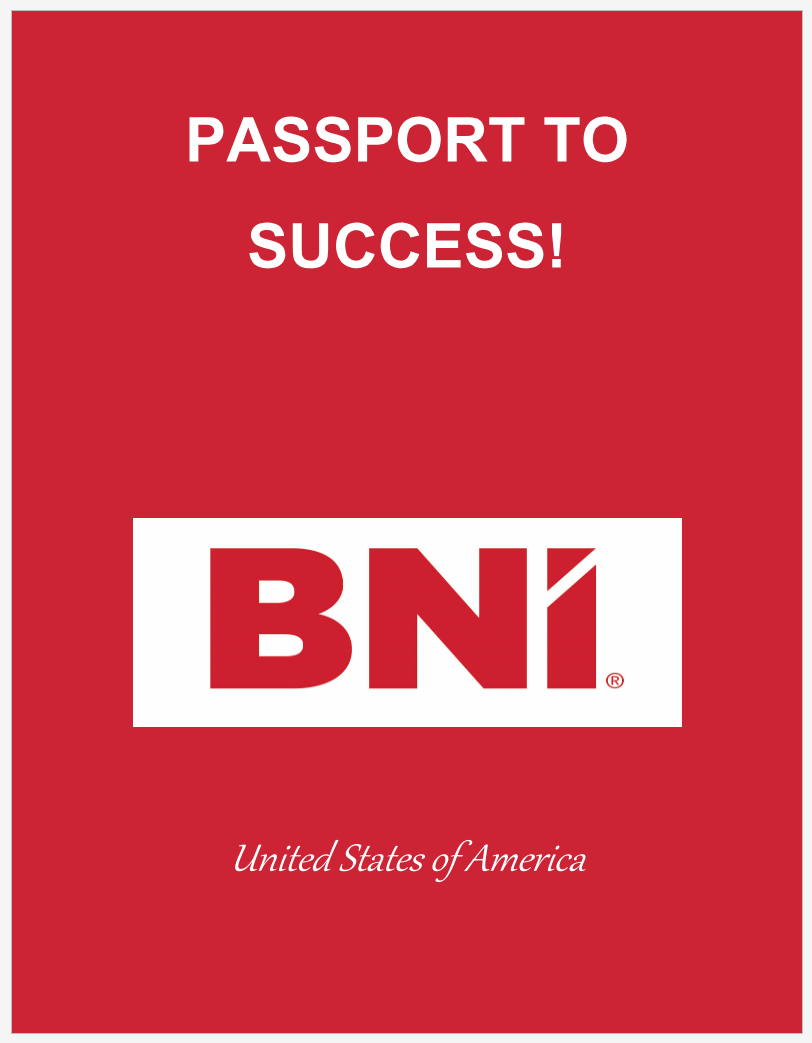 PASSPORT TO
SUCCESS!
BNI®
United States of America